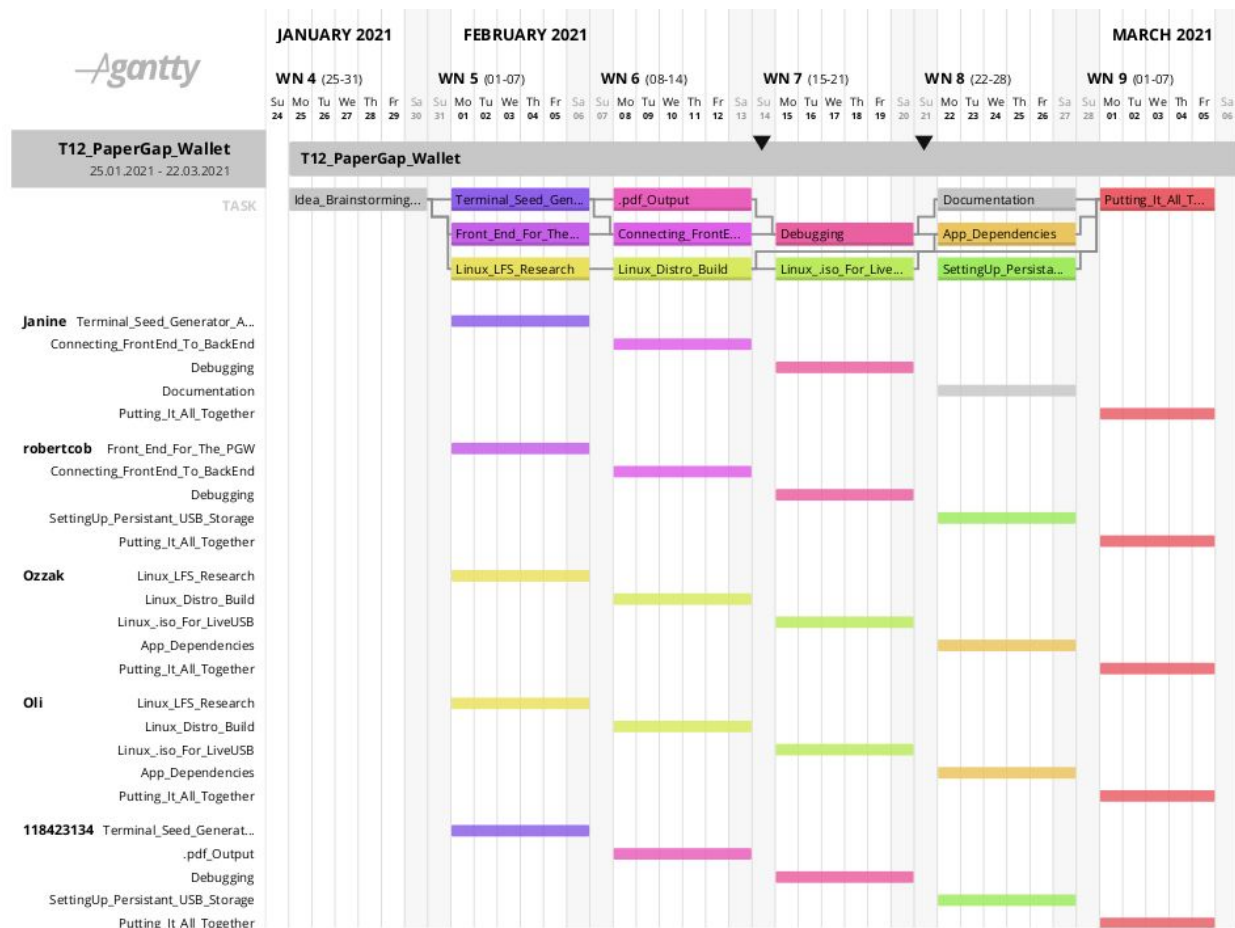 Agantty
JANUARY 2021 FEBRUARY 2021 MARCH 2021
WN 4 (25-31) WN 5 (01-07) WN 6 (08-14) WN 7 (15-21) WN 8 (22-28) WN 9 (01-07)
Su Mo Tu We Th Fr Sa Su Mo Tu We Th Fr Sa Su Mo Tu We Th Fr Sa Su Mo Tu We Th Fr Sa Su Mo Tu We Th Fr Sa Su Mo Tu We Th Fr Sa
24 25 26 27 28 29 30 31 01 02 03 04 05 06 07 08 09 10 11 12 13 14 15 16 17 18 19 20 21 22 23 24 25 26 27 28 01 02 03 04 05 06
T12_PaperGap_Wallet
25.01.2021 - 22.03.2021
T12_PaperGap_Wallet
TASK
Idea_Brainstorming... Terminal_Seed_Gen... .pdf_Output Documentation Putting_It_All_T...
Front_End_For_The... Connecting_FrontE... Debugging App_Dependencies
Linux_LFS_Research Linux_Distro_Build Linux_.iso_For_Live... SettingUp_Persista...
Janine Terminal_Seed_Generator_A...
Connecting_FrontEnd_To_BackEnd
Debugging
Documentation
Putting_It_All_Together
robertcob Front_End_For_The_PGW
Connecting_FrontEnd_To_BackEnd
Debugging
SettingUp_Persistant_USB_Storage
Putting_It_All_Together
Ozzak Linux_LFS_Research
Linux_Distro_Build
Linux_.iso_For_LiveUSB
App_Dependencies
Putting_It_All_Together
Oli Linux_LFS_Research
Linux_Distro_Build
Linux_.iso_For_LiveUSB
App_Dependencies
Putting_It_All_Together
118423134 Terminal_Seed_Generat...
.pdf_Output
Debugging
SettingUp_Persistant_USB_Storage
Putting_It_All_Together